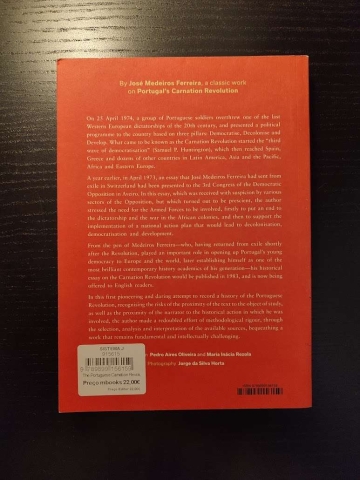 By José Medeiros Ferreira, a classic work
on Portugal's Carnation Revolution
On 25 April 1974, a group of Portuguese soldiers overthrew one of the last
Western European dictatorships of the 20th century, and presented a political
programme to the country based on three pillars: Democratise, Decolonise and
Develop. What came to be known as the Carnation Revolution started the "third
wave of democratisation" (Samuel P. Huntington), which then reached Spain,
Greece and dozens of other countries in Latin America, Asia and the Pacific,
Africa and Eastern Europe.
A year earlier, in April 1973, an essay that José Medeiros Ferreira had sent from
exile in Switzerland had been presented to the 3rd Congress of the Democratic
Opposition in Aveiro. In this essay, which was received with suspicion by various
sectors of the Opposition, but which turned out to be prescient, the author
stressed the need for the Armed Forces to be involved, firstly to put an end to
the dictatorship and the war in the African colonies, and then to support the
implementation of a national action plan that would lead to decolonisation,
democratisation and development.
From the pen of Medeiros Ferreira—who, having returned from exile shortly
after the Revolution, played an important role in opening up Portugal's young
democracy to Europe and the world, later establishing himself as one of the
most brilliant contemporary history academics of his generation—his historical
essay on the Carnation Revolution would be published in 1983, and is now being
offered to English readers.
In this first pioneering and daring attempt to record a history of the Portuguese
Revolution, recognising the risks of the proximity of the text to the object of study,
as well as the proximity of the narrator to the historical action in which he was
involved, the author made a redoubled effort of methodological rigour, through
the selection, analysis and interpretation of the available sources, bequeathing a
work that remains fundamental and intellectually challenging.
Pedro Aires Oliveira and Maria Inácia Rezola
Photography Jorge da Silva Horta
Preço m books 22,00€